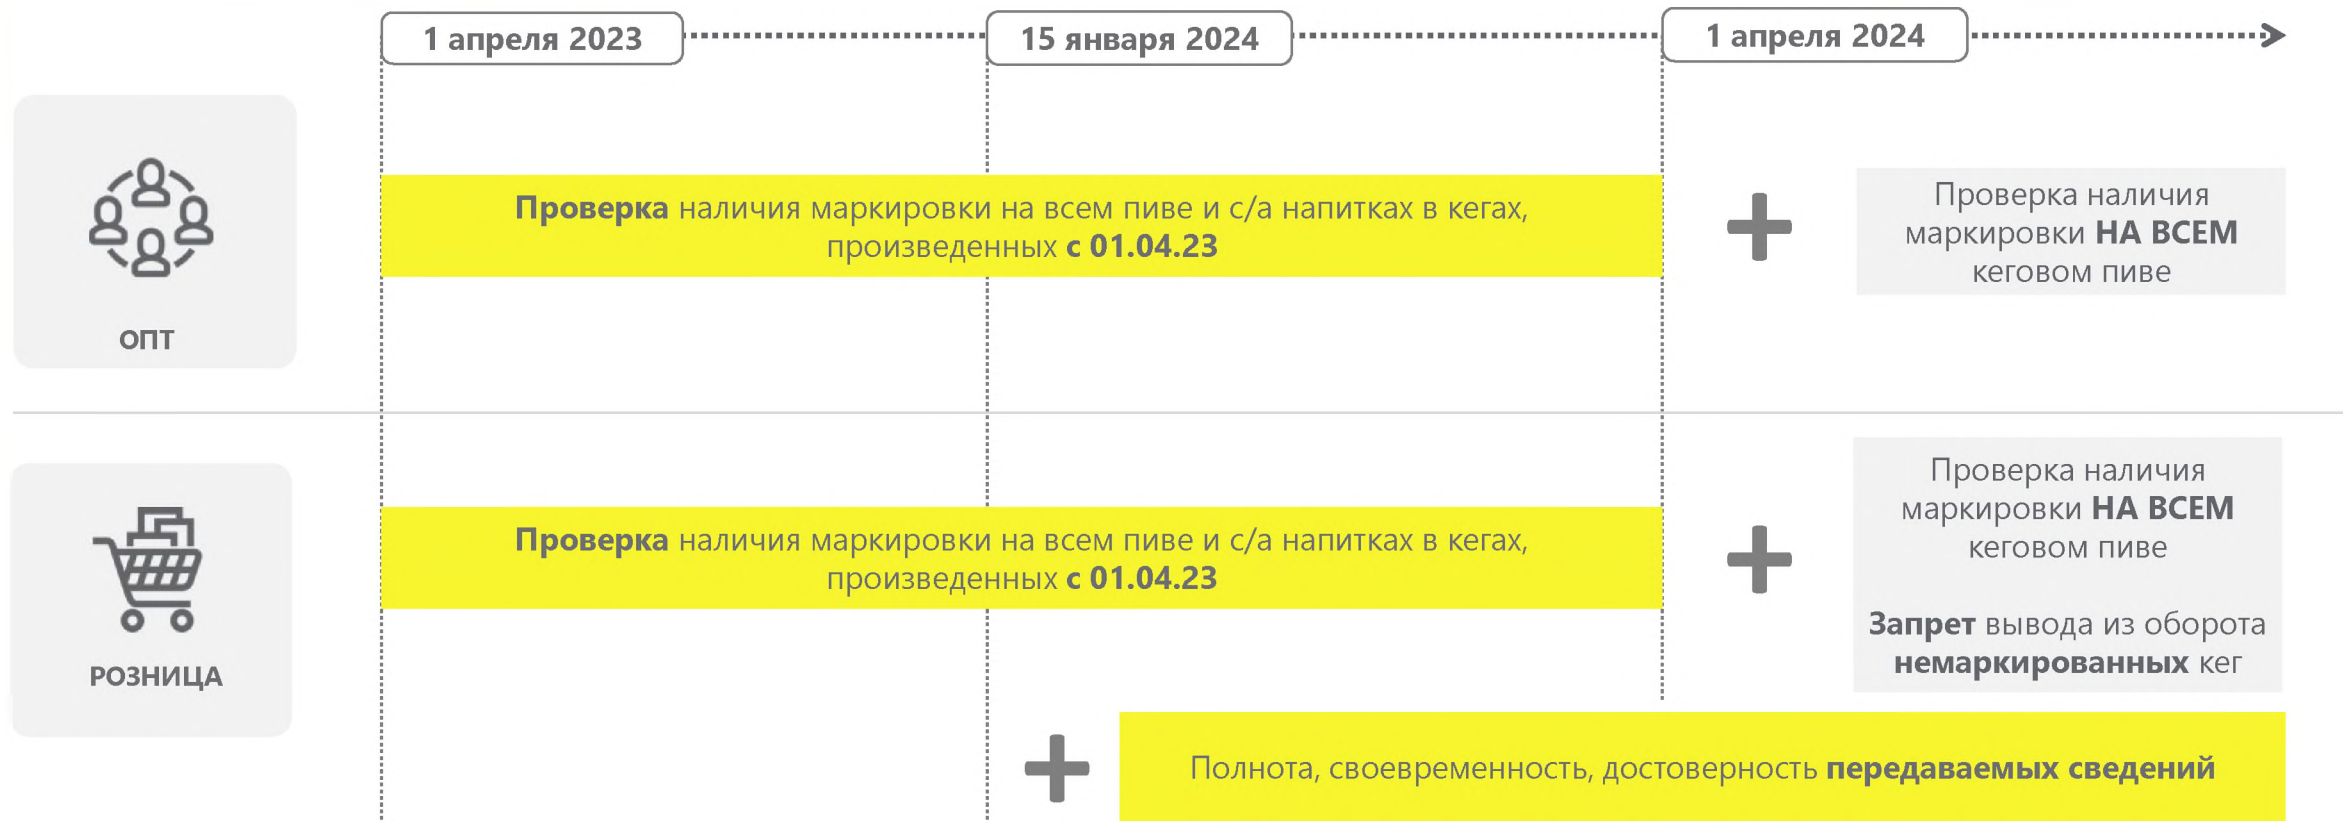 1 апреля 2023
15 января 2024
1 апреля 2024
ОПТ
Проверка наличия маркировки на всем пиве и с/а напитках в кегах,
произведенных с 01.04.23
Проверка наличия
маркировки НА ВСЕМ
кеговом пиве
РОЗНИЦА
Проверка наличия маркировки на всем пиве и с/а напитках в кегах,
произведенных с 01.04.23
Проверка наличия
маркировки НА ВСЕМ
кеговом пиве
Запрет вывода из оборота
немаркированных кег
Полнота, своевременность, достоверность передаваемых сведений